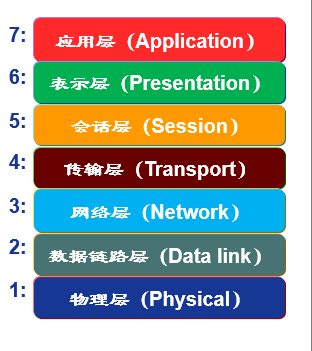 7: 应用层（Application）
6: 表示层（Presentation）
5: 会话层（Session）
4: 传输层（Transport）
3: 网络层（Network）
2: 数据链路层（Data link）
1: 物理层（Physical）